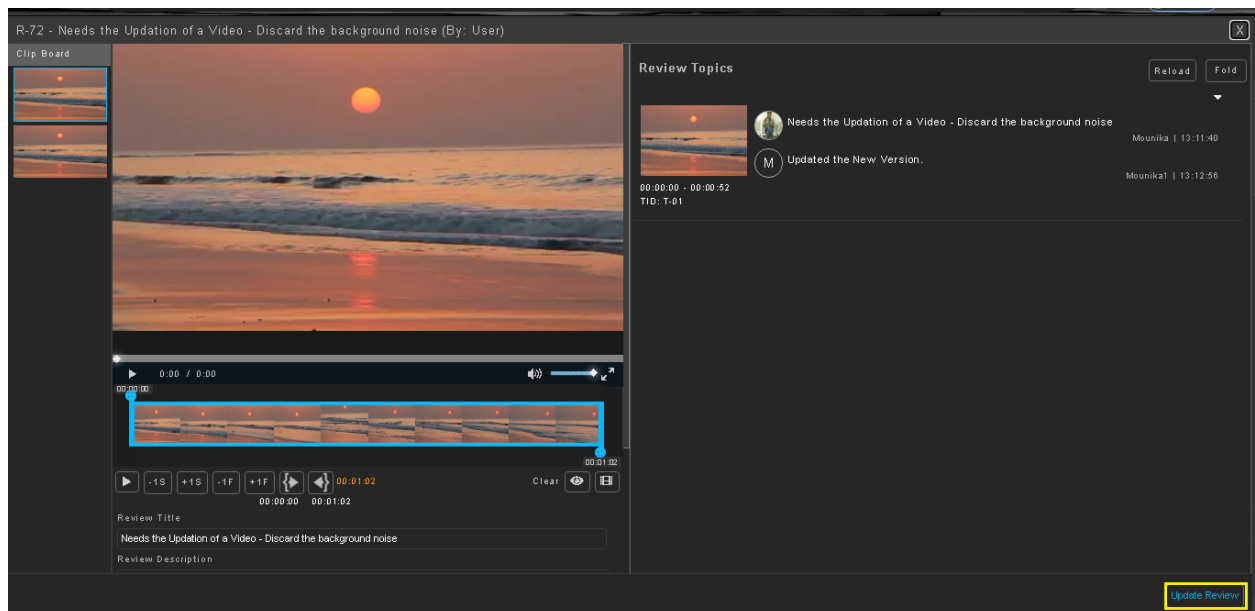 R-72 - Needs the Updation of a Video - Discard the background noise (By: User)
X
Clip Board
0:00 / 0:00
00:00:00
00:01:02
-1S
+1S
-1F
+1F
00:01:02
Clear
00:00:00 00:01:02
Review Title
Needs the Updation of a Video - Discard the background noise
Review Description
Review Topics
Reload
Fold
Needs the Updation of a Video - Discard the background noise
Mounika | 13:11:40
M
Updated the New Version.
Mounika1 | 13:12:56
00:00:00 - 00:00:52
TID: T-01
Update Review